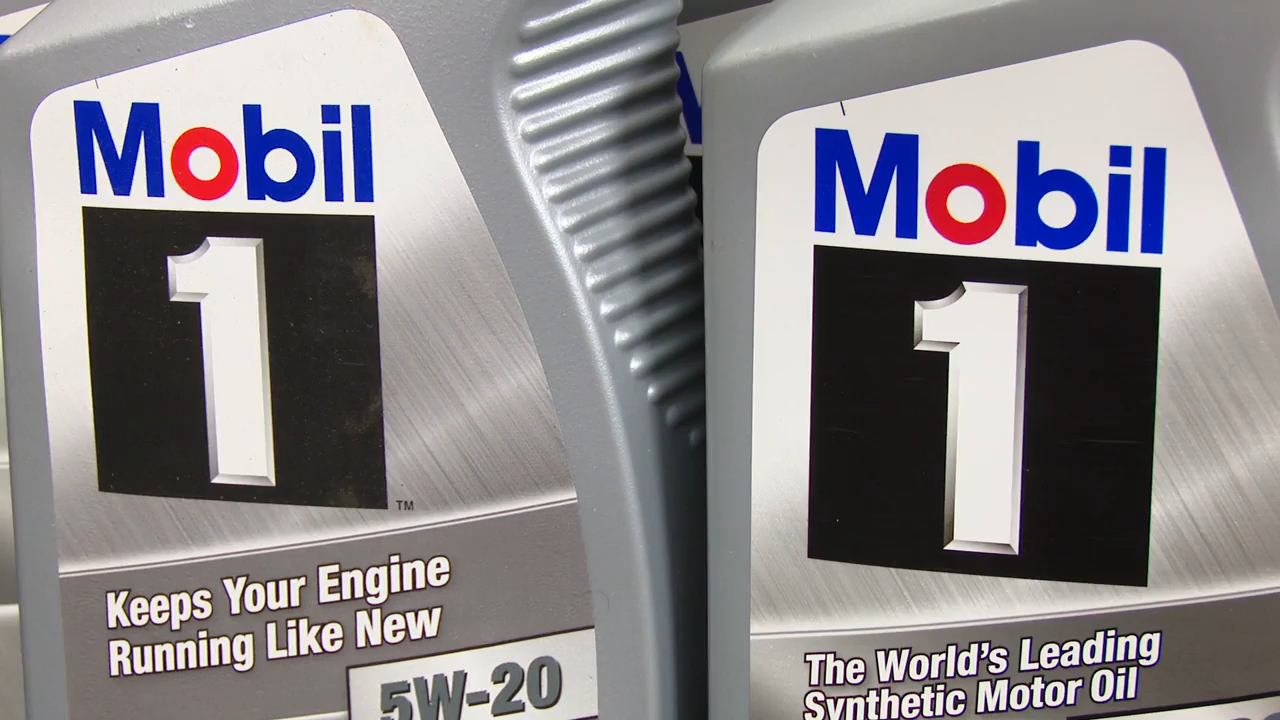 Mobil
1
TM
Keeps Your Engine
Running Like New
5W-20
Mobil
1
The World's Leading
Synthetic Motor Oil